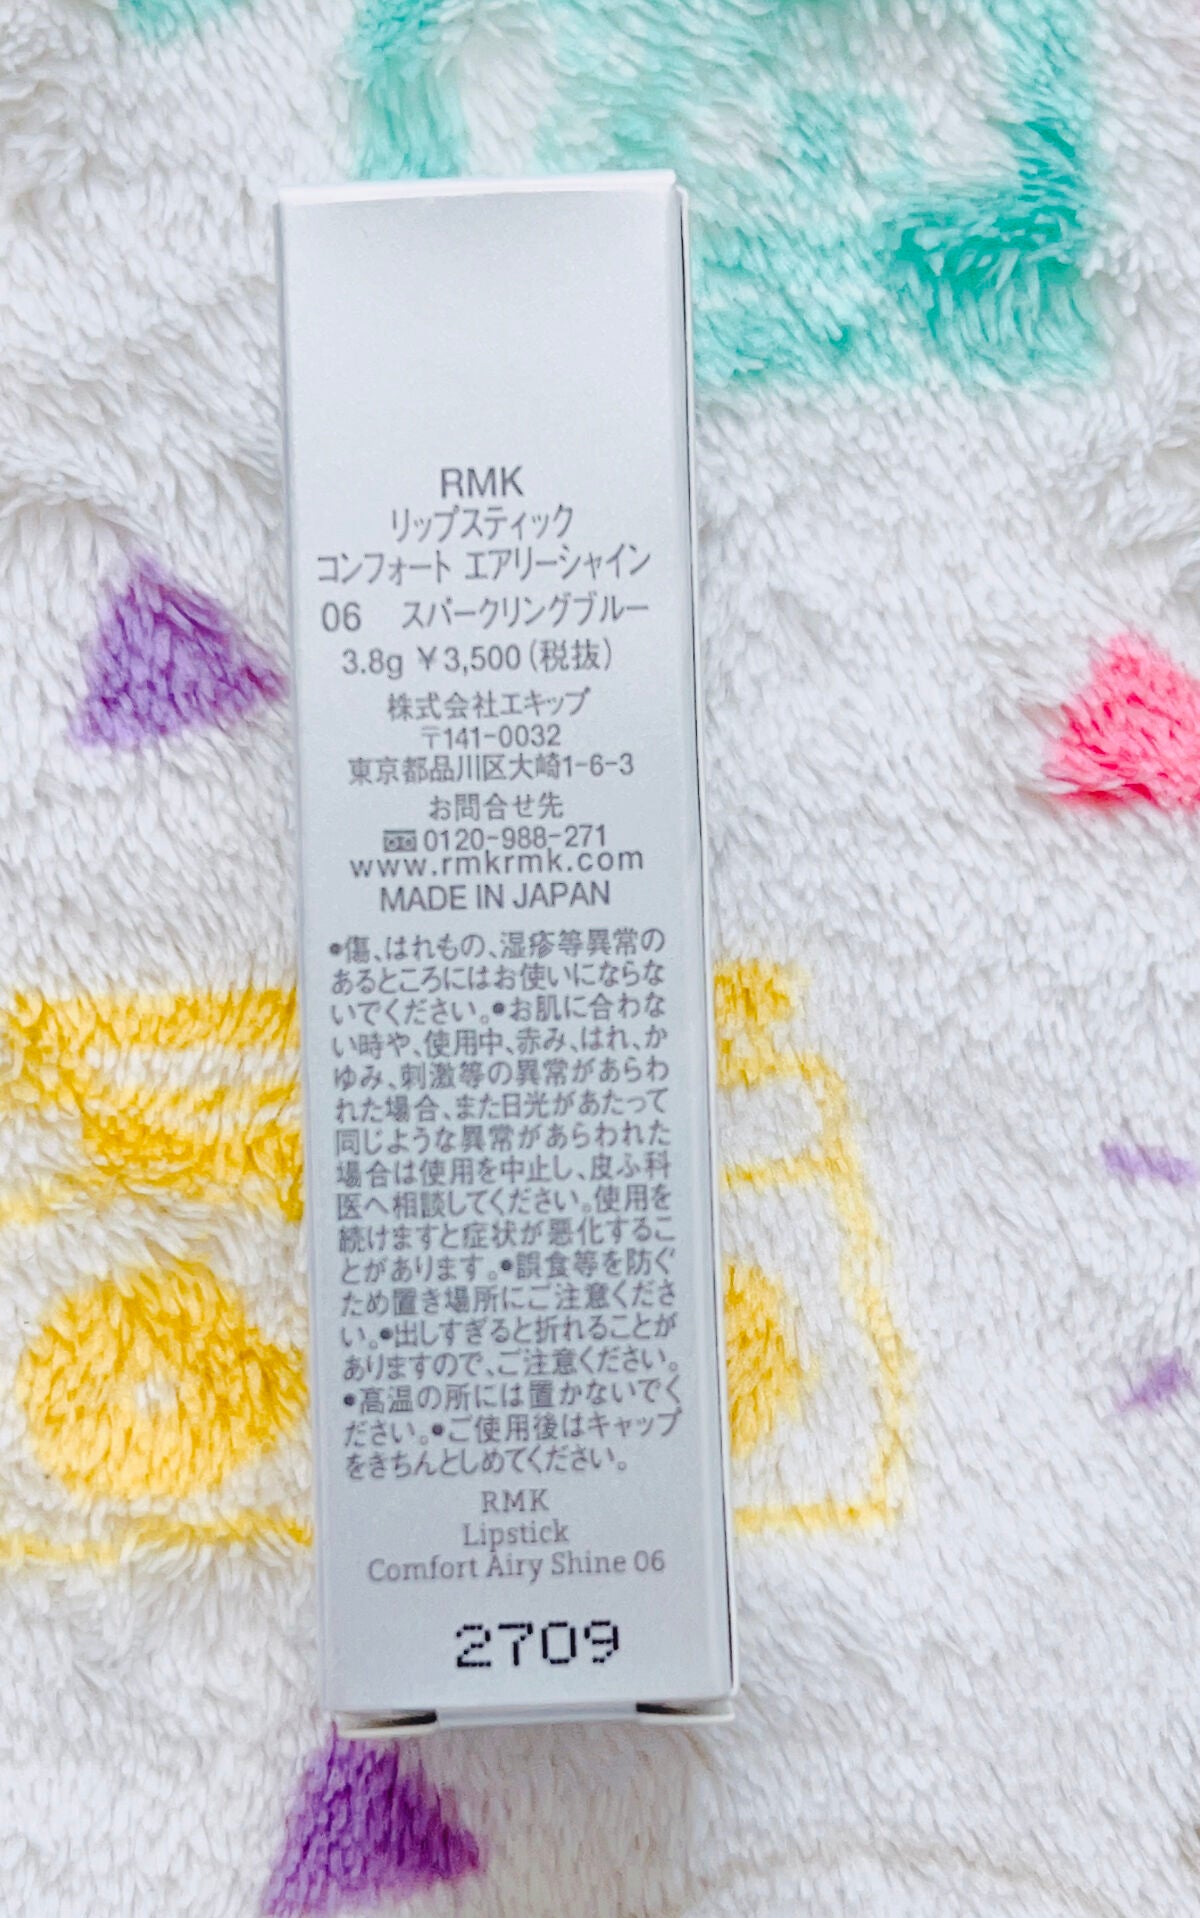 RMK
リップスティック
コンフォート エアリーシャイン
06　スパークリングブルー
3.8g ¥3,500（税抜）
株式会社エキップ
〒141-0032
東京都品川区大崎1-6-3
お問合せ先
0120-988-271
www.rmkrmk.com
MADE IN JAPAN
●傷、はれもの、湿疹等異常の
あるところにはお使いにならな
いでください。●お肌に合わな
い時や、使用中、赤み、はれ、か
ゆみ、刺激等の異常があらわ
れた場合、また日光があたって
同じような異常があらわれた
場合は使用を中止し、皮ふ科
医へ相談してください。使用を
続けますと症状が悪化するこ
とがあります。●誤食等を防ぐ
ため置き場所にご注意くださ
い。●出しすぎると折れることが
ありますので、ご注意ください。
●高温の所には置かないでく
ださい。●ご使用後はキャップ
をきちんとしめてください。
RMK
Lipstick
Comfort Airy Shine 06
2709